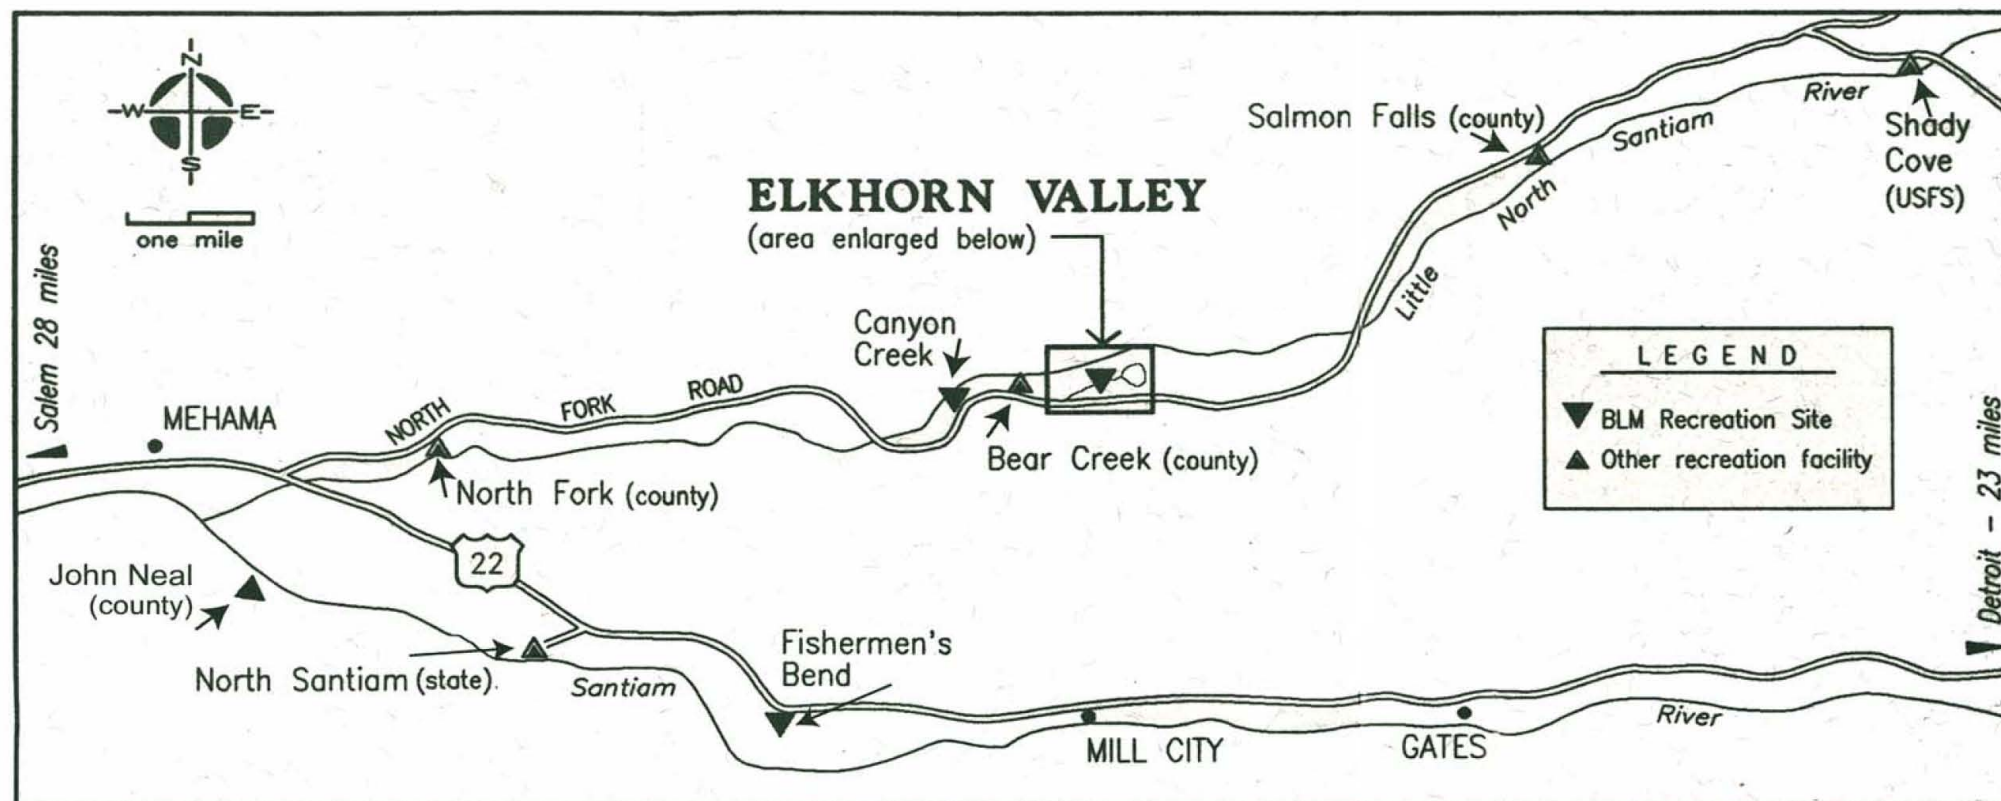 N
W E
S
one mile
Salem 28 miles
MEHAMA
NORTH FORK ROAD
North Fork (county)
ELKHORN VALLEY
(area enlarged below)
Canyon
Creek
Bear Creek (county)
Salmon Falls (county)
Little North Santiam River
Shady
Cove
(USFS)
LEGEND
BLM Recreation Site
Other recreation facility
Detroit - 23 miles
22
John Neal
(county)
North Santiam (state).
Santiam River
Fishermen's
Bend
MILL CITY
GATES